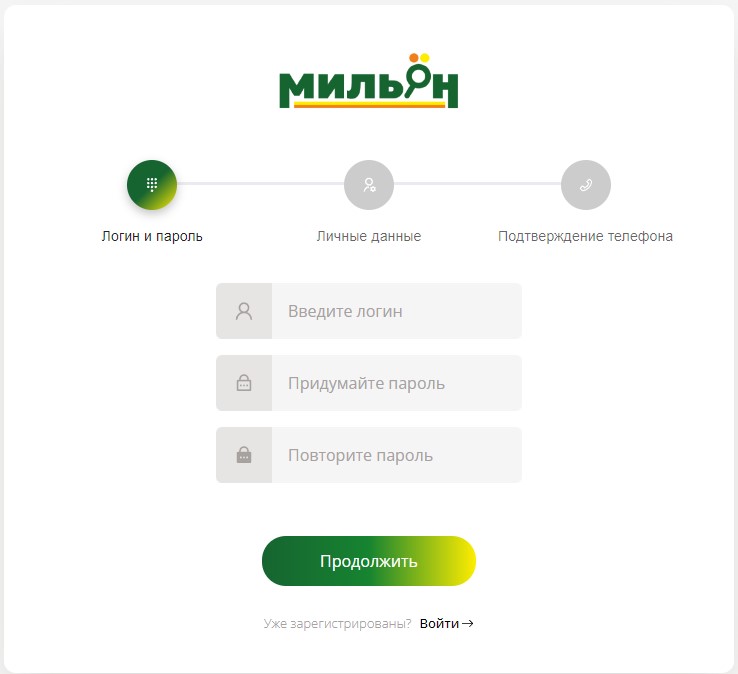 мильон
Логин и пароль
Личные данные
Подтверждение телефона
Введите логин
Придумайте пароль
Повторите пароль
Продолжить
Уже зарегистрированы? Войти →